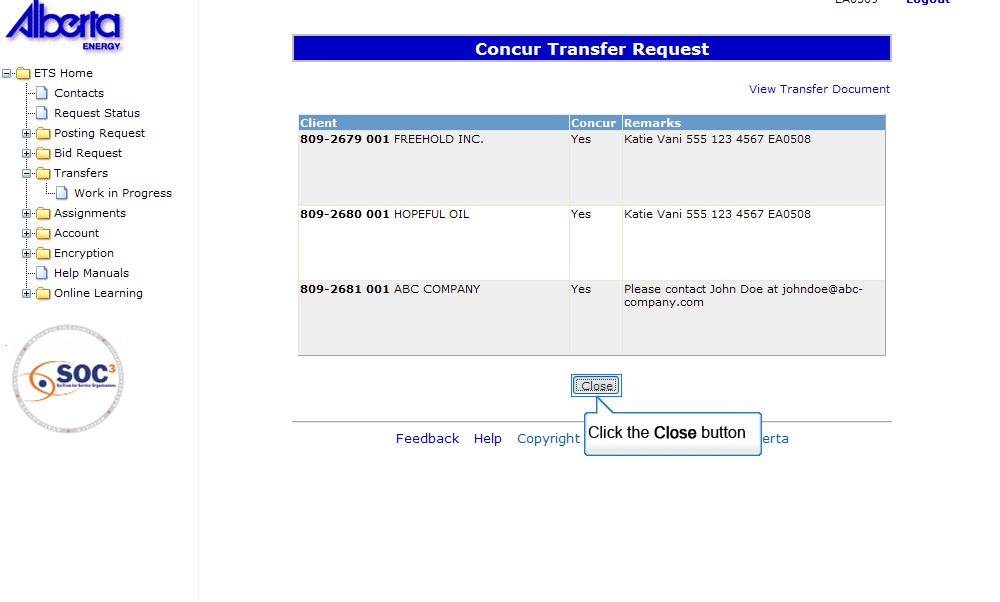 Logout
Alberta
ENERGY
Concur Transfer Request
View Transfer Document
ETS Home
Contacts
Request Status
Posting Request
Bid Request
Transfers
Work in Progress
Assignments
Account
Encryption
Help Manuals
Online Learning
SOC3
Client Concur Remarks
809-2679 001 FREEHOLD INC. Yes Katie Vani 555 123 4567 EA0508
809-2680 001 HOPEFUL OIL Yes Katie Vani 555 123 4567 EA0508
809-2681 001 ABC COMPANY Yes Please contact John Doe at johndoe@abc-
company.com
Close
Click the Close button
Feedback Help Copyright erta